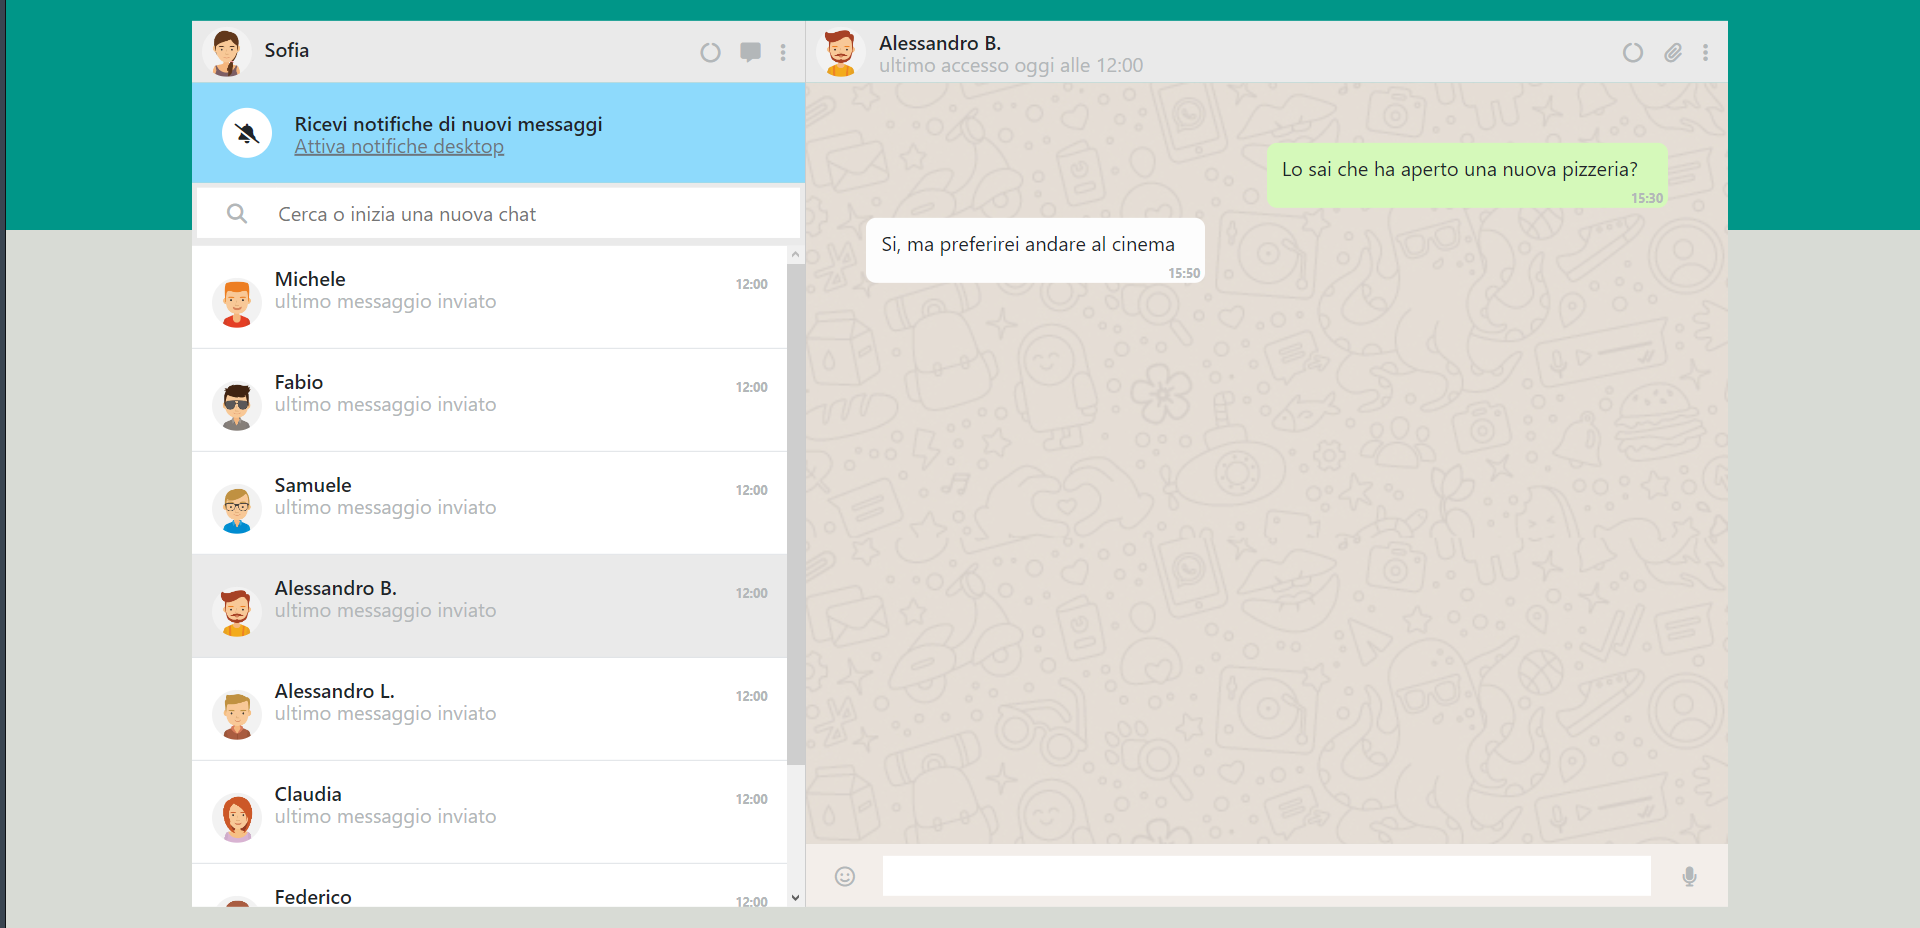 Sofia
Ricevi notifiche di nuovi messaggi
Attiva notifiche desktop
Cerca o inizia una nuova chat
Michele
12:00
ultimo messaggio inviato
Fabio
12:00
ultimo messaggio inviato
Samuele
12:00
ultimo messaggio inviato
Alessandro B.
12:00
ultimo messaggio inviato
Alessandro L.
12:00
ultimo messaggio inviato
Claudia
12:00
ultimo messaggio inviato
Federico
12:00
Alessandro B.
ultimo accesso oggi alle 12:00
Lo sai che ha aperto una nuova pizzeria?
15:30
Si, ma preferirei andare al cinema
15:50